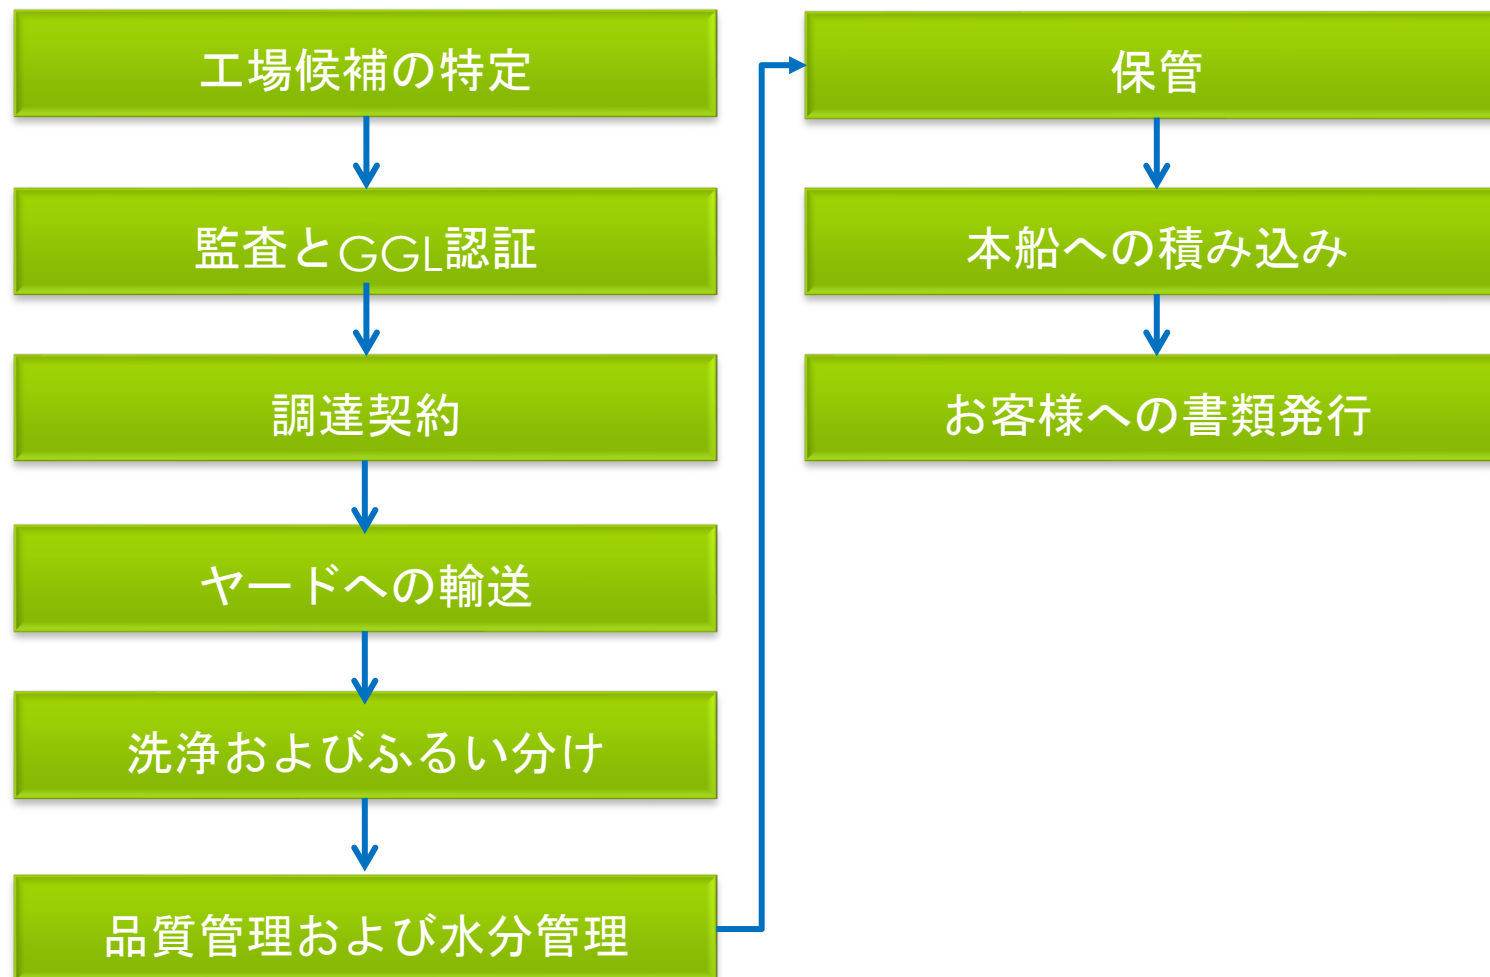 工場候補の特定
監査とGGL認証
調達契約
ヤードへの輸送
洗浄およびふるい分け
品質管理および水分管理
保管
本船への積み込み
お客様への書類発行